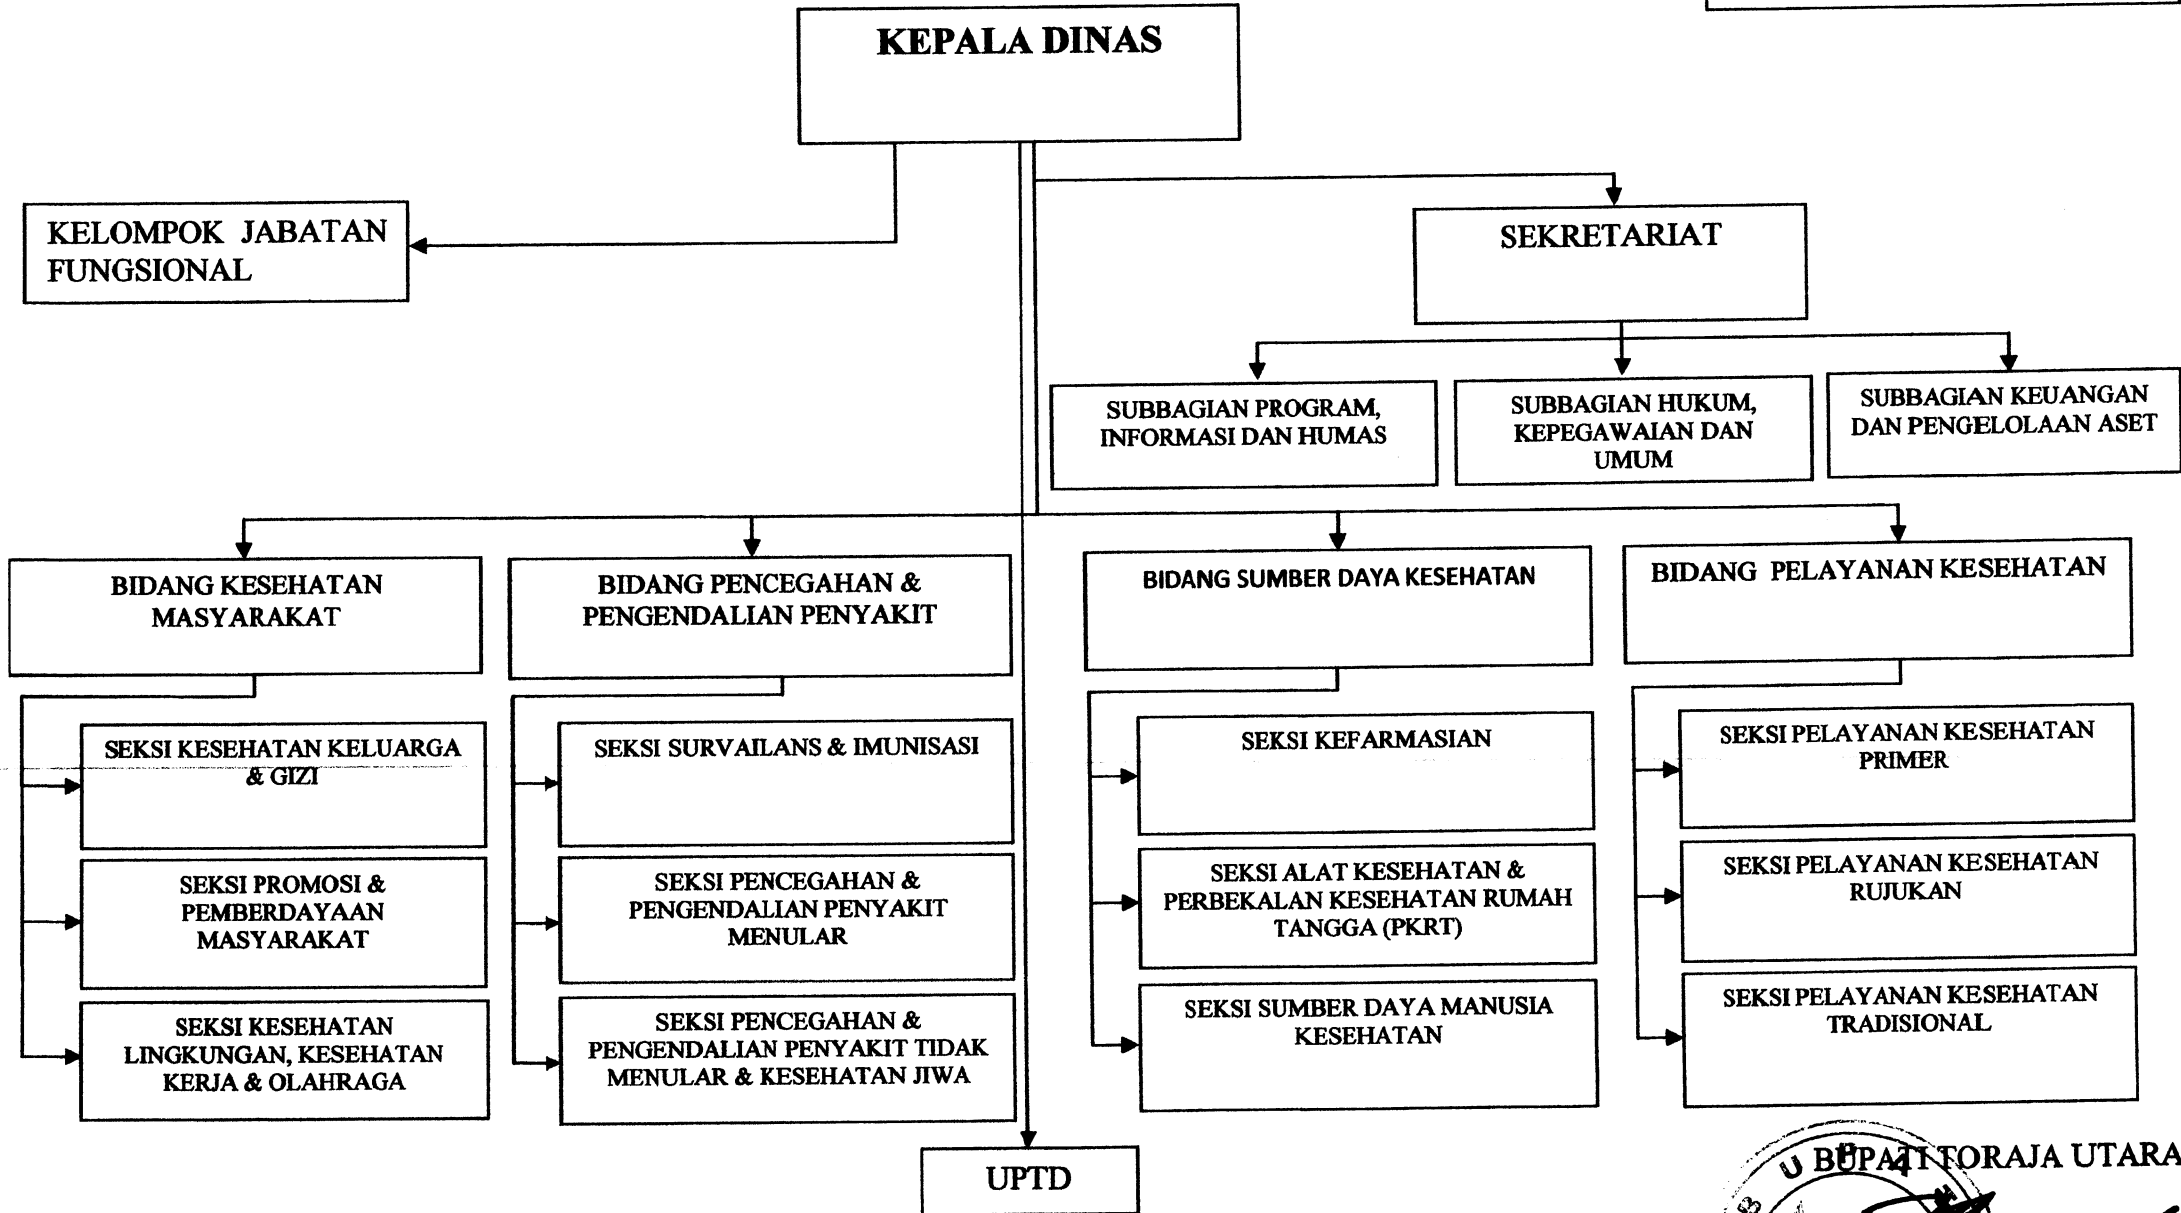 KEPALA DINAS
KELOMPOK JABATAN
FUNGSIONAL
SEKRETARIAT
SUBBAGIAN PROGRAM,
INFORMASI DAN HUMAS
SUBBAGIAN HUKUM,
KEPEGAWAIAN DAN
UMUM
SUBBAGIAN KEUANGAN
DAN PENGELOLAAN ASET
BIDANG KESEHATAN
MASYARAKAT
BIDANG PENCEGAHAN &
PENGENDALIAN PENYAKIT
BIDANG SUMBER DAYA KESEHATAN
BIDANG PELAYANAN KESEHATAN
SEKSI KESEHATAN KELUARGA
& GIZI
SEKSI PROMOSI &
PEMBERDAYAAN
MASYARAKAT
SEKSI KESEHATAN
LINGKUNGAN, KESEHATAN
KERJA & OLAHRAGA
SEKSI SURVAILANS & IMUNISASI
SEKSI PENCEGAHAN &
PENGENDALIAN PENYAKIT
MENULAR
SEKSI PENCEGAHAN &
PENGENDALIAN PENYAKIT TIDAK
MENULAR & KESEHATAN JIWA
SEKSI KEFARMASIAN
SEKSI ALAT KESEHATAN &
PERBEKALAN KESEHATAN RUMAH
TANGGA (PKRT)
SEKSI SUMBER DAYA MANUSIA
KESEHATAN
SEKSI PELAYANAN KESEHATAN
PRIMER
SEKSI PELAYANAN KESEHATAN
RUJUKAN
SEKSI PELAYANAN KESEHATAN
TRADISIONAL
UPTD
BUPATI TORAJA UTARA